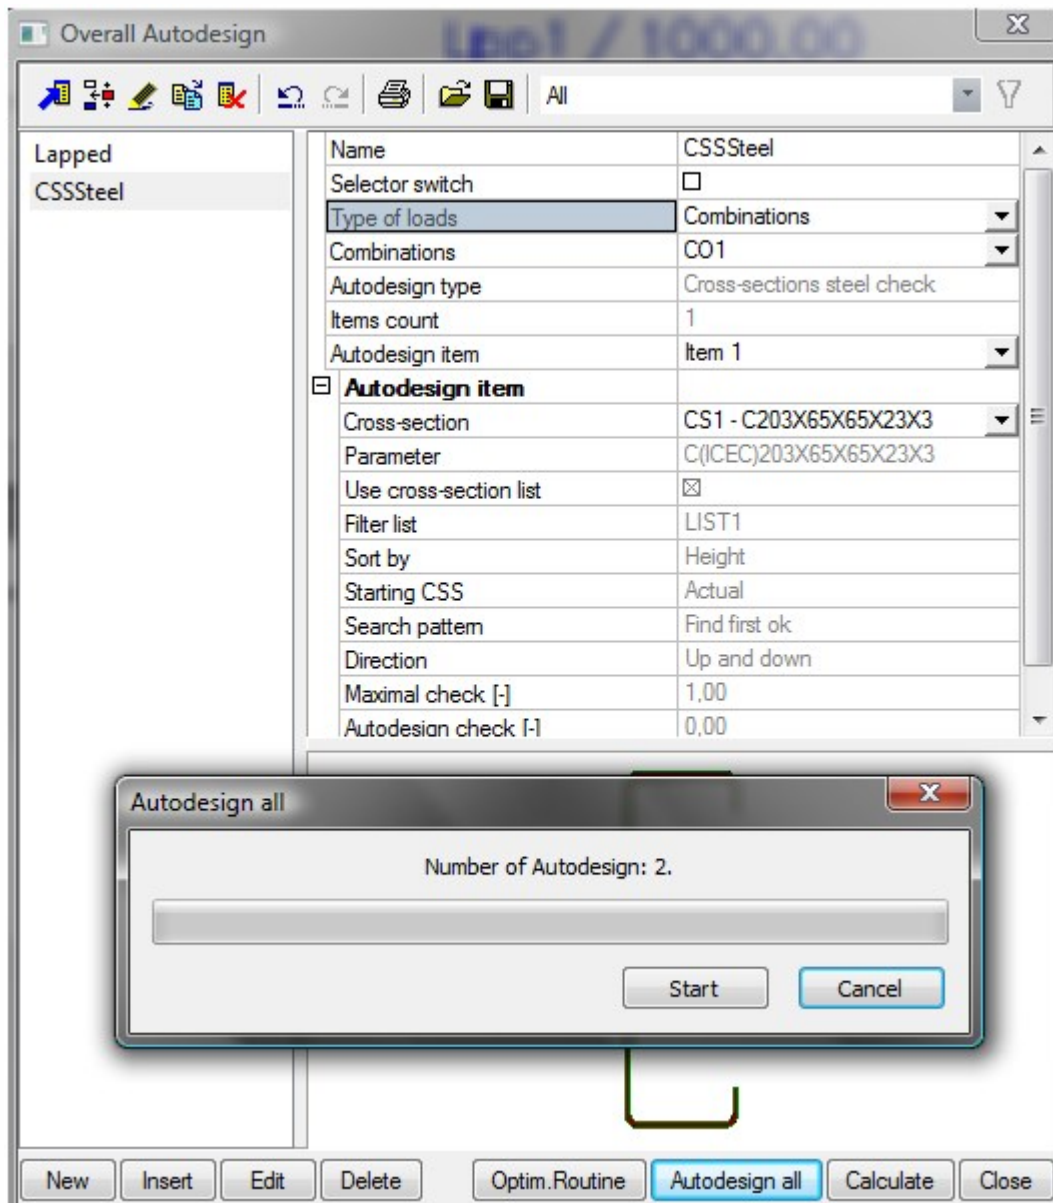 Overall Autodesign
Lpp1 / 1000.00
All
Lapped
CSSSteel
Name CSSSteel
Selector switch
Type of loads Combinations
Combinations CO1
Autodesign type Cross-sections steel check
Items count 1
Autodesign item Item 1
Autodesign item
Cross-section CS1 - C203X65X65X23X3
Parameter C(ICEC)203X65X65X23X3
Use cross-section list
Filter list LIST1
Sort by Height
Starting CSS Actual
Search pattern Find first ok
Direction Up and down
Maximal check [-] 1,00
Autodesign check [-] 0,00
Autodesign all
Number of Autodesign: 2.
Start Cancel
New Insert Edit Delete Optim.Routine Autodesign all Calculate Close